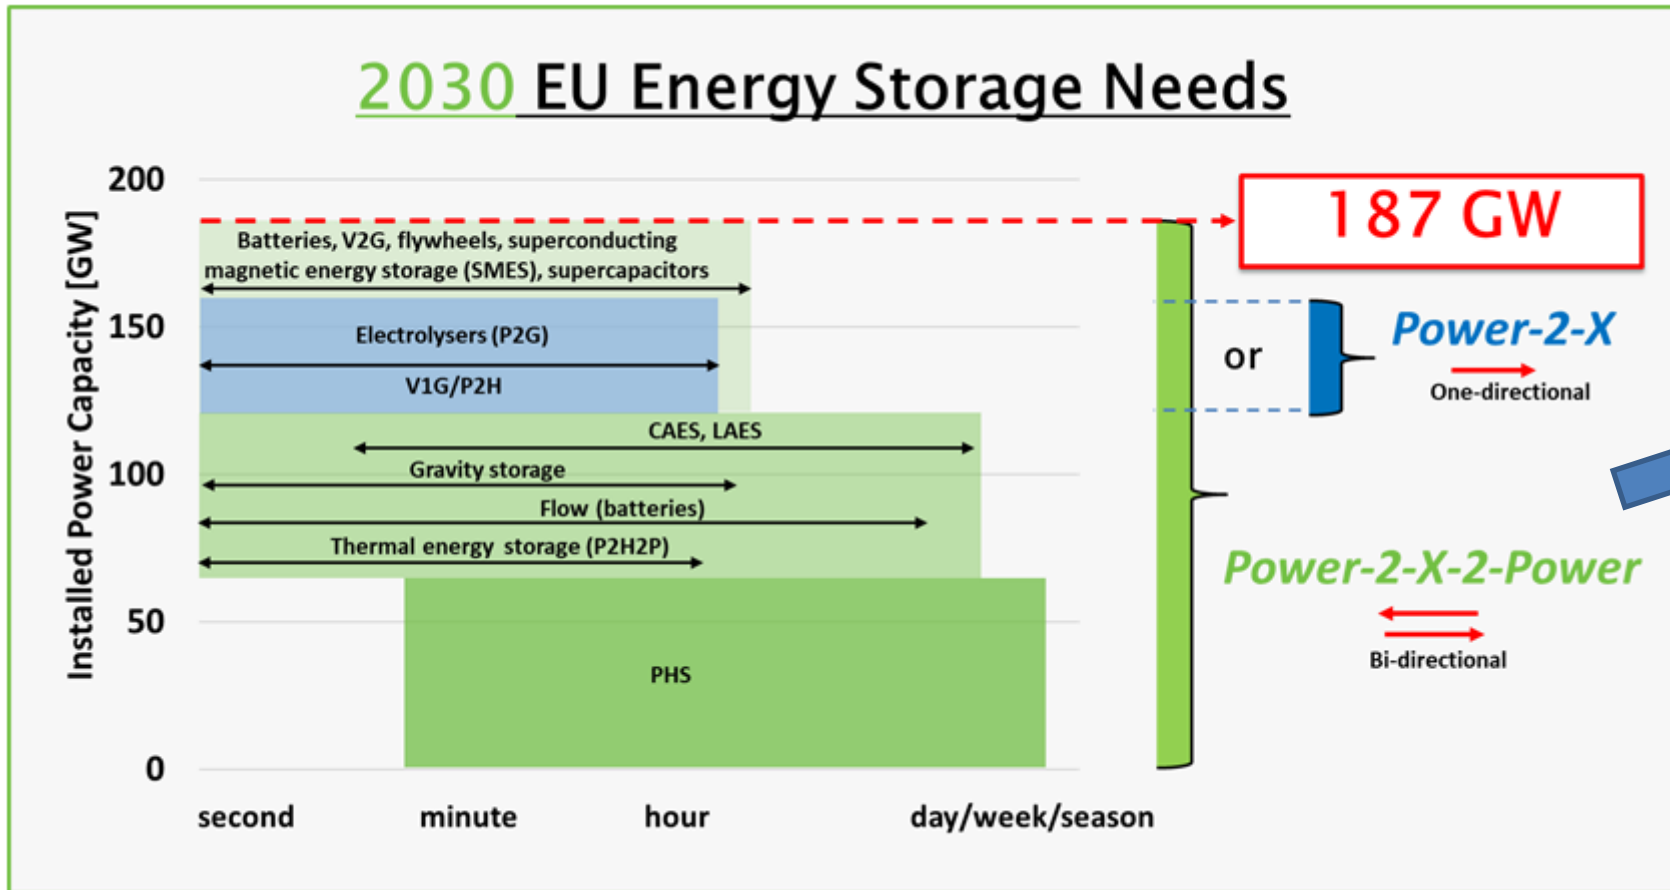 2030 EU Energy Storage Needs
Installed Power Capacity [GW]
200
150
100
50
0
187 GW
Batteries, V2G, flywheels, superconducting
magnetic energy storage (SMES), supercapacitors
Electrolysers (P2G)
V1G/P2H
CAES, LAES
Gravity storage
Flow (batteries)
Thermal energy storage (P2H2P)
PHS
second
minute
hour
day/week/season
or
Power-2-X
One-directional
Power-2-X-2-Power
Bi-directional